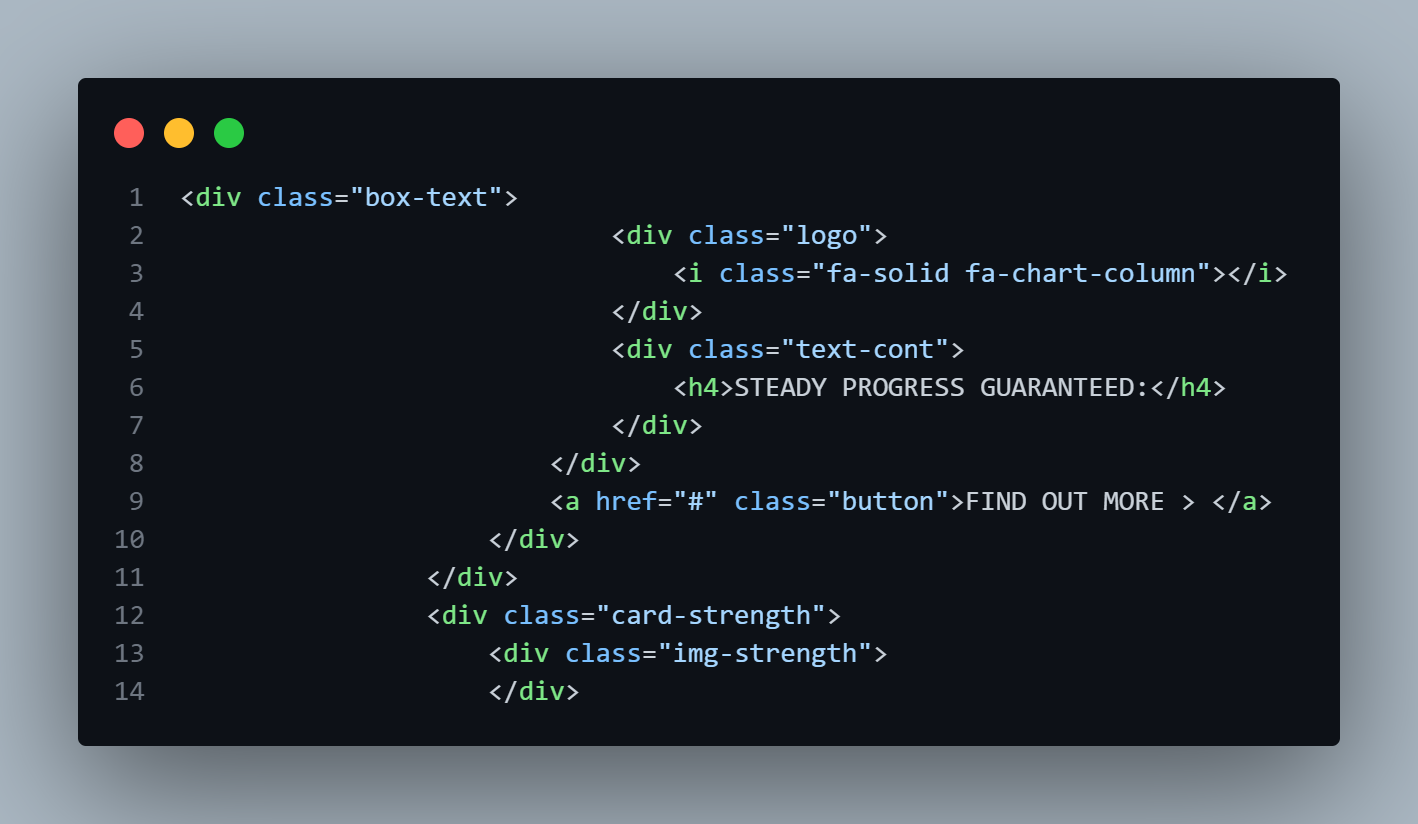 1 <div class="box-text">
2 <div class="logo">
3 <i class="fa-solid fa-chart-column"></i>
4 </div>
5 <div class="text-cont">
6 <h4>STEADY PROGRESS GUARANTEED:</h4>
7 </div>
8 </div>
9 <a href="#" class="button">FIND OUT MORE > </a>
10 </div>
11 </div>
12 <div class="card-strength">
13 <div class="img-strength">
14 </div>